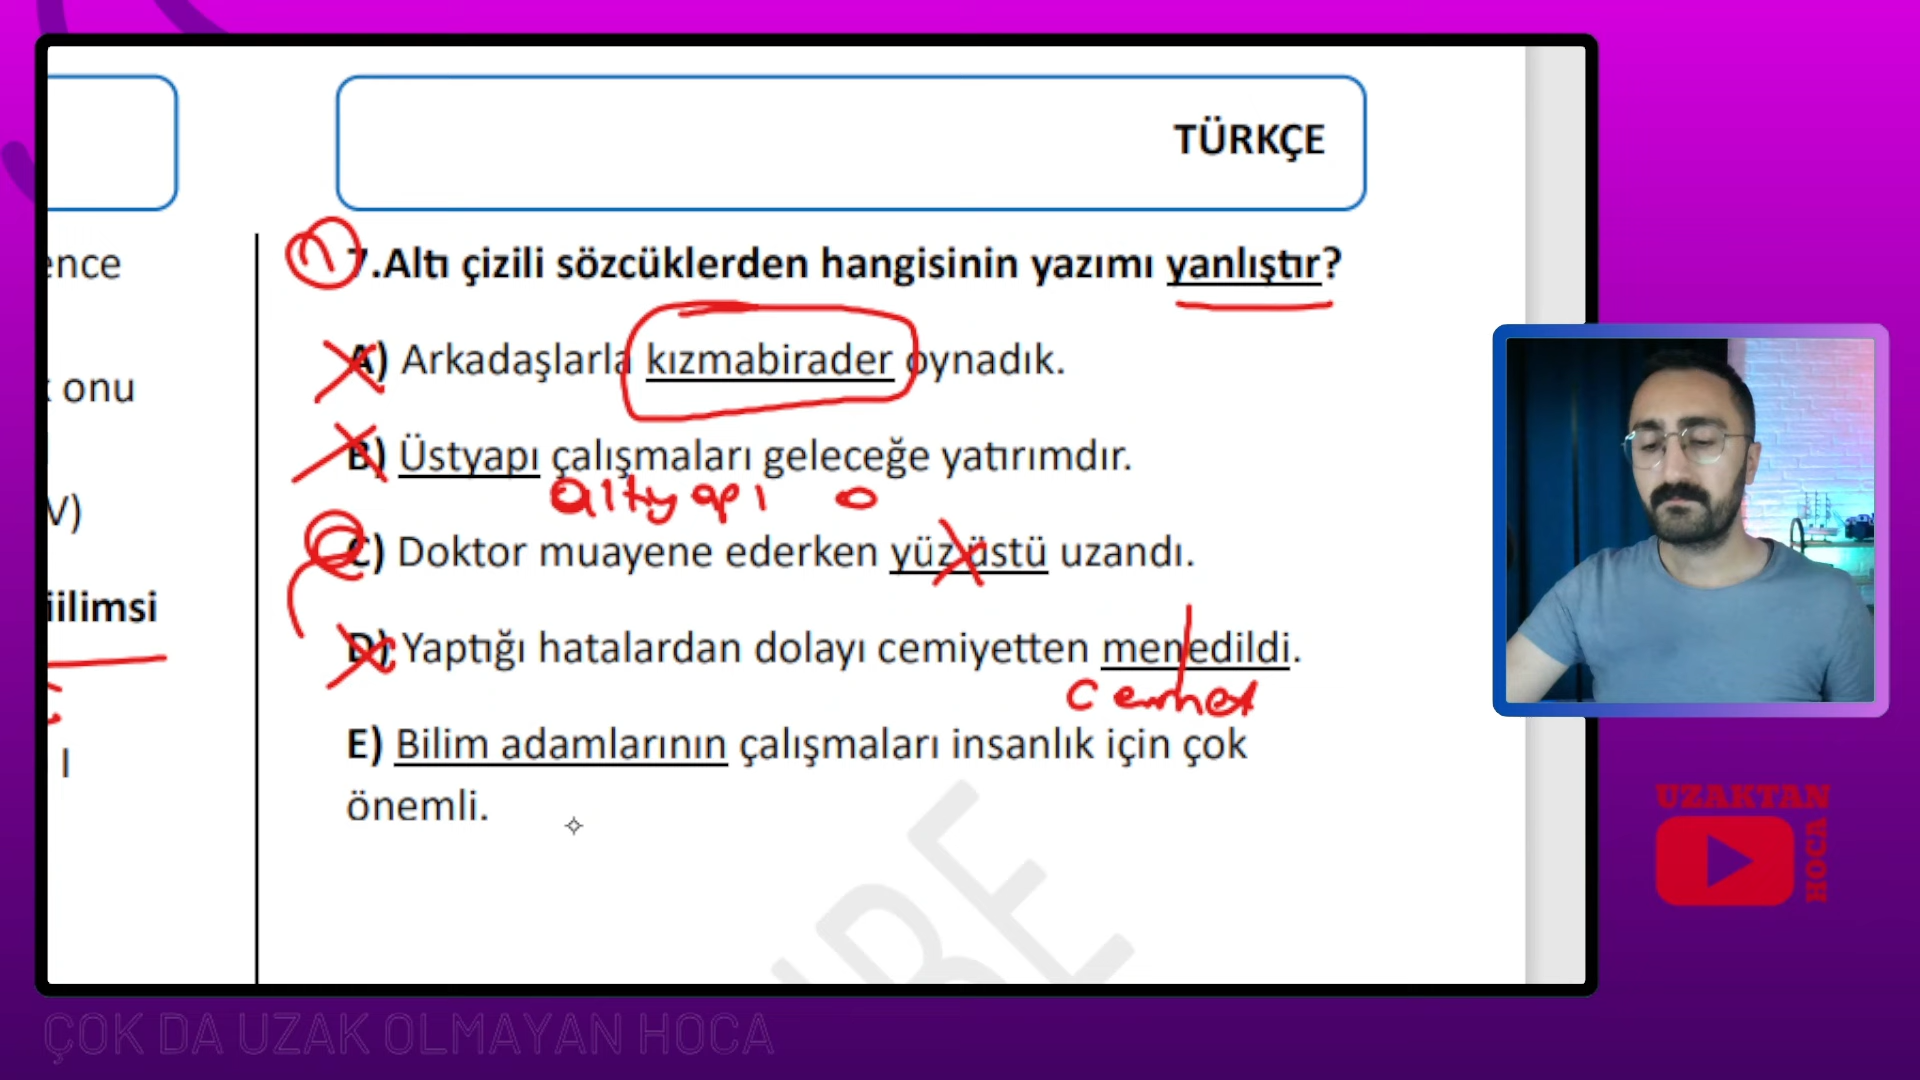 TÜRKÇE
ence
onu
V)
iilimsi
7.Altı çizili sözcüklerden hangisinin yazımı yanlıştır?
A) Arkadaşlarla kızmabirader oynadık.
B) Üstyapı çalışmaları geleceğe yatırımdır.
altyapı
C) Doktor muayene ederken yüz üstü uzandı.
D) Yaptığı hatalardan dolayı cemiyetten menedildi.
E) Bilim adamlarının çalışmaları insanlık için çok
önemli.
UZAKTAN
HOCA
ÇOK DA UZAK OLMAYAN HOCA